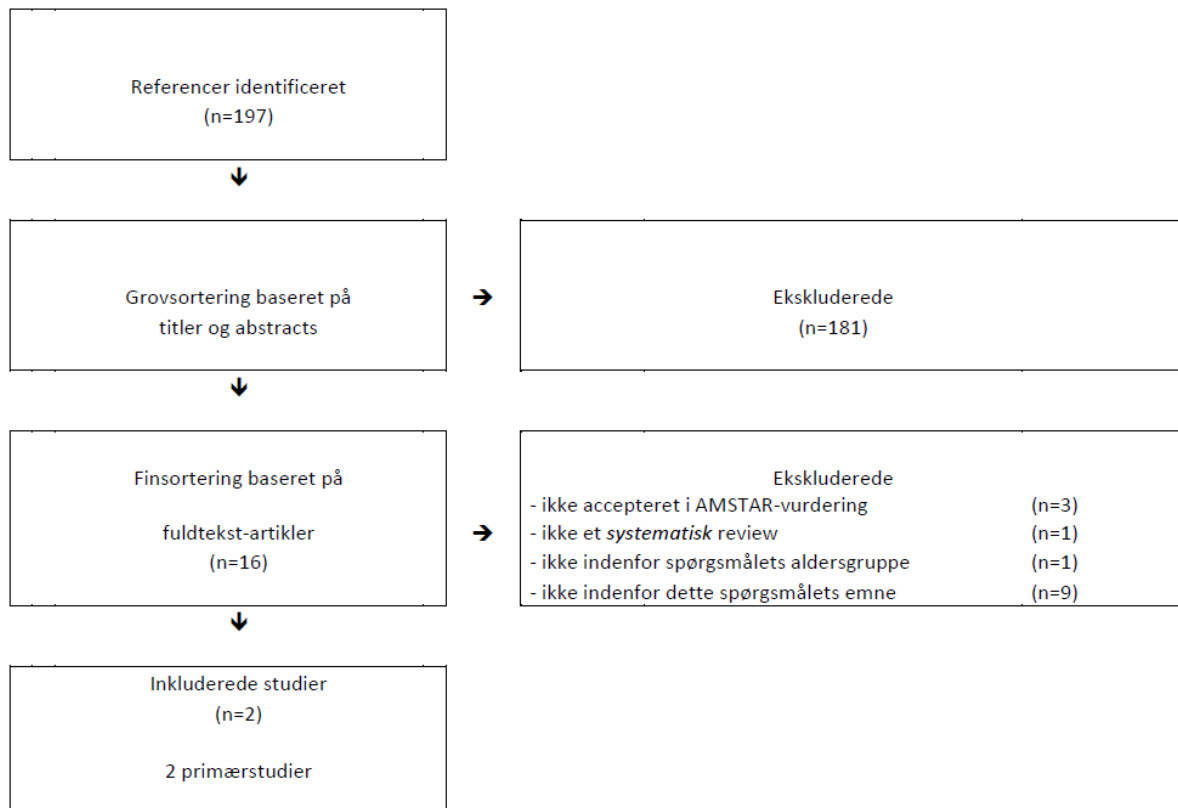 Referencer identificeret
(n=197)
↓
Grovsortering baseret på
titler og abstracts
→
Ekskluderede
(n=181)
↓
Finsortering baseret på
fuldtekst-artikler
(n=16)
→
Ekskluderede
- ikke accepteret i AMSTAR-vurdering (n=3)
- ikke et systematisk review (n=1)
- ikke indenfor spørgsmålets aldersgruppe (n=1)
- ikke indenfor dette spørgsmålets emne (n=9)
↓
Inkluderede studier
(n=2)
2 primærstudier